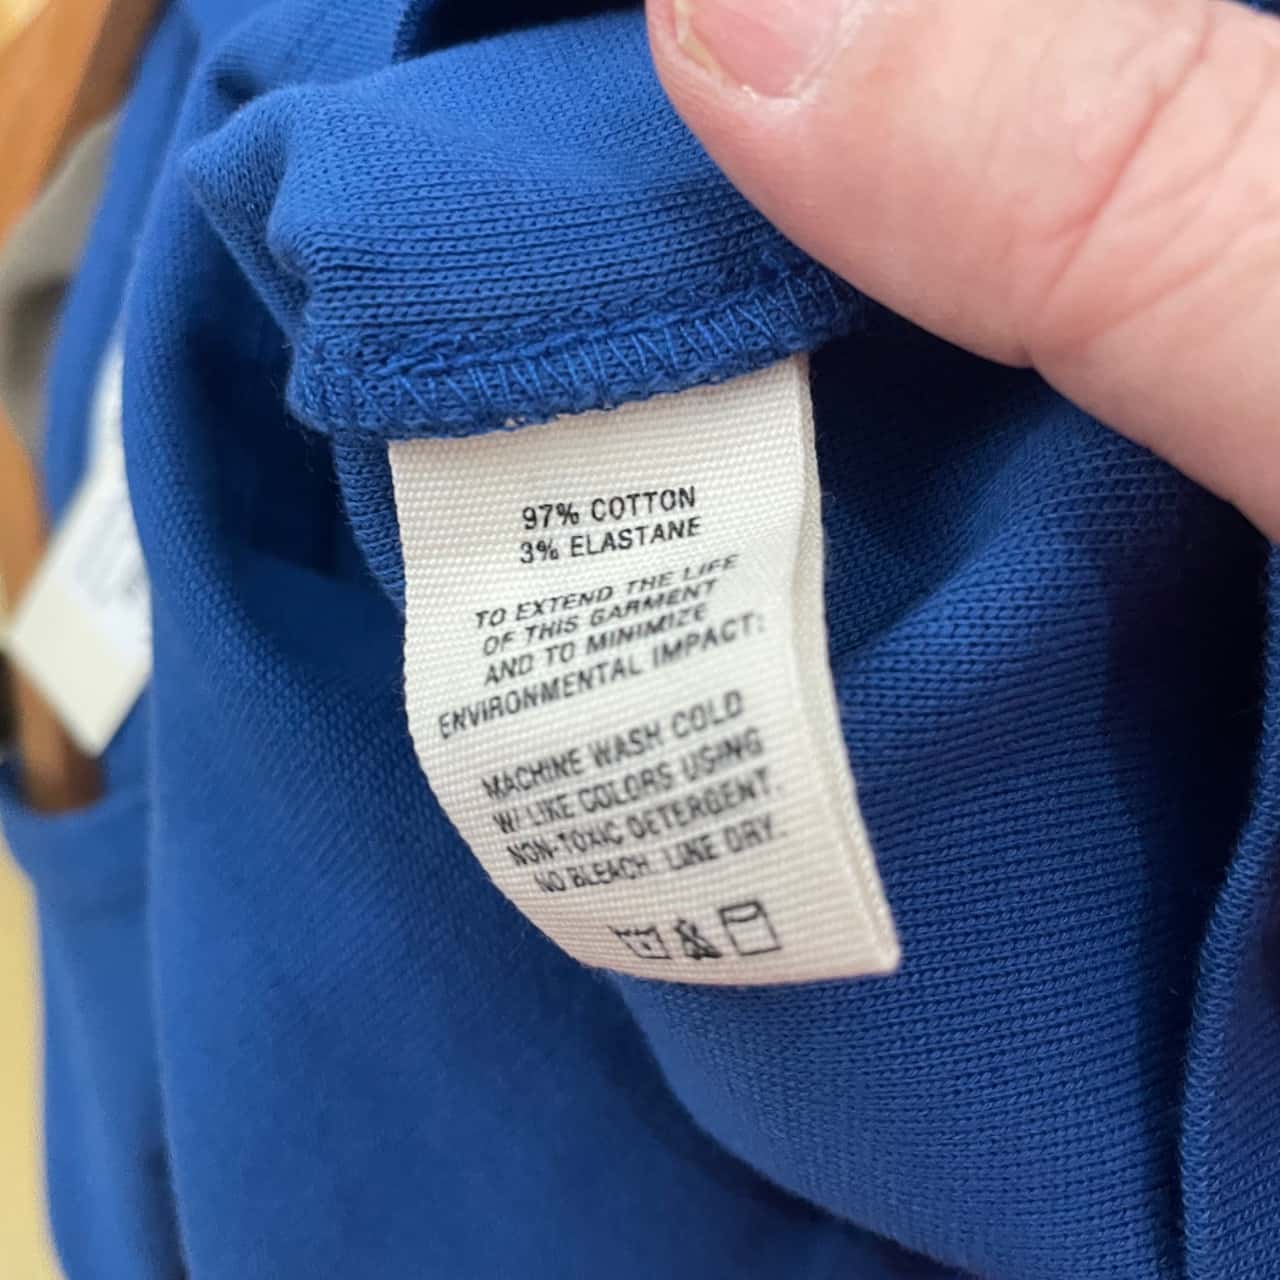 97% COTTON
3% ELASTANE
TO EXTEND THE LIFE
OF THIS GARMENT
AND TO MINIMIZE
ENVIRONMENTAL IMPACT:
MACHINE WASH COLD
W/ LIKE COLORS USING
NON-TOXIC DETERGENT.
NO BLEACH. LINE DRY.